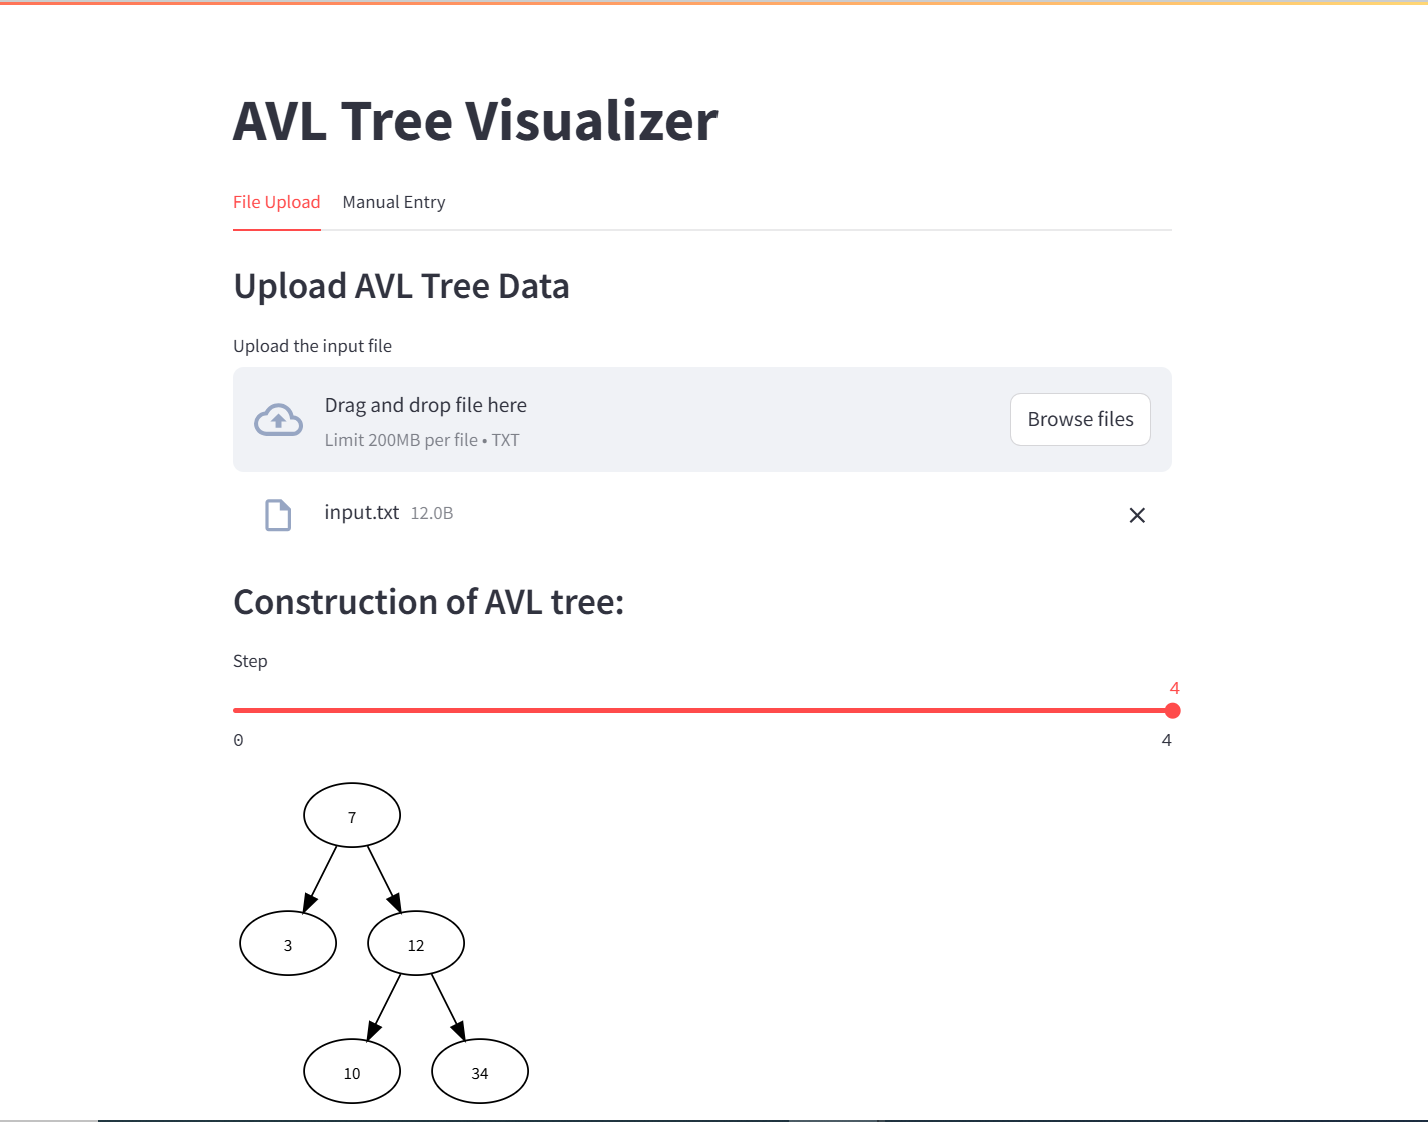 AVL Tree Visualizer
File Upload Manual Entry
Upload AVL Tree Data
Upload the input file
Drag and drop file here
Limit 200MB per file • TXT
Browse files
input.txt 12.0B
Construction of AVL tree:
Step
4
0 4
7
3 12
10 34